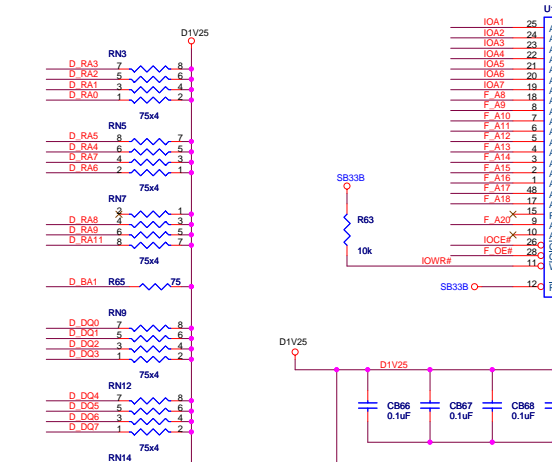 D1V25
RN3
D_RA3 7 8
D_RA2 5 6
D_RA1 3 4
D_RA0 1 2
75x4
RN5
D_RA5 8 7
D_RA4 6 5
D_RA7 4 3
D_RA6 2 1
75x4
RN7
2 1
D_RA8 4 3
D_RA9 6 5
D_RA11 8 7
75x4
D_BA1 R65 75
RN9
D_DQ0 7 8
D_DQ1 5 6
D_DQ2 3 4
D_DQ3 1 2
75x4
RN12
D_DQ4 7 8
D_DQ5 5 6
D_DQ6 3 4
D_DQ7 1 2
75x4
RN14
SB33B
R63
10k
IOWR# 11
SB33B 12
IOA1 25
IOA2 24
IOA3 23
IOA4 22
IOA5 21
IOA6 20
IOA7 19
F_A8 18
F_A9 8
F_A10 7
F_A11 6
F_A12 5
F_A13 4
F_A14 3
F_A15 2
F_A16 1
F_A17 48
F_A18 17
15
F_A20 9
10
IOCE# 26
F_OE# 28
D1V25
D1V25
CB66
0.1uF
CB67
0.1uF
CB68
0.1uF